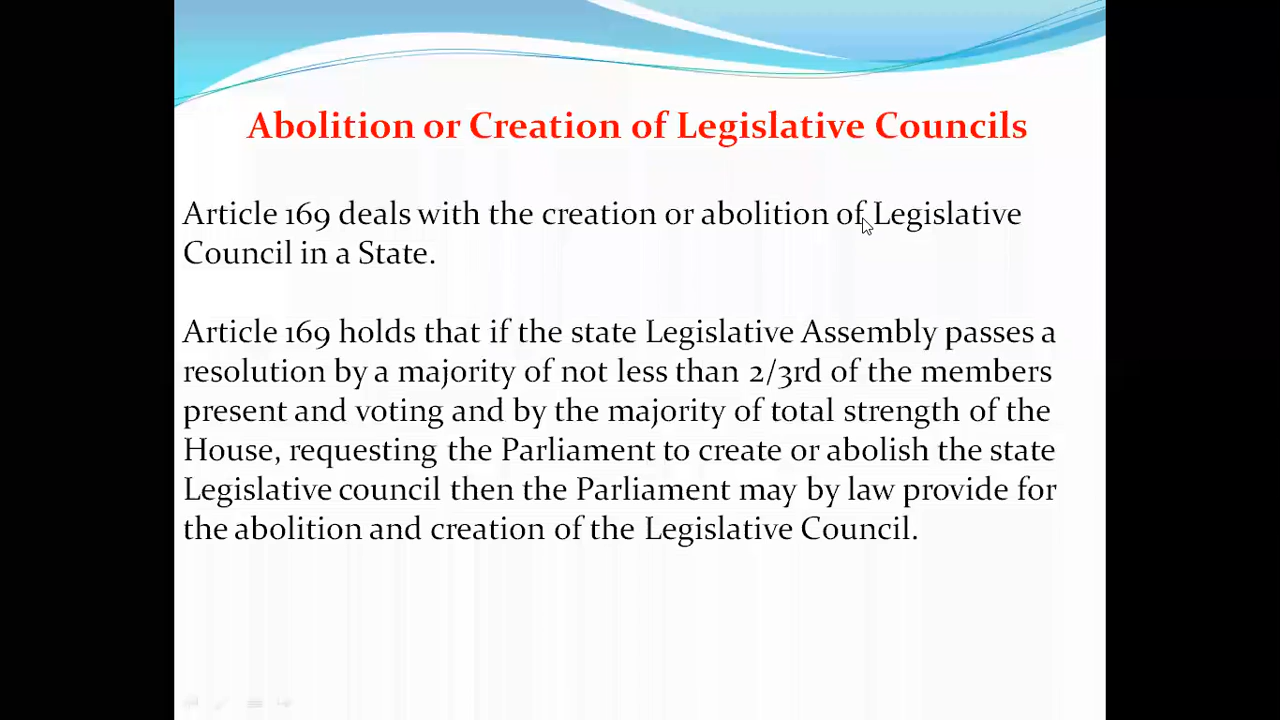 Abolition or Creation of Legislative Councils
Article 169 deals with the creation or abolition of Legislative
Council in a State.
Article 169 holds that if the state Legislative Assembly passes a
resolution by a majority of not less than 2/3rd of the members
present and voting and by the majority of total strength of the
House, requesting the Parliament to create or abolish the state
Legislative council then the Parliament may by law provide for
the abolition and creation of the Legislative Council.